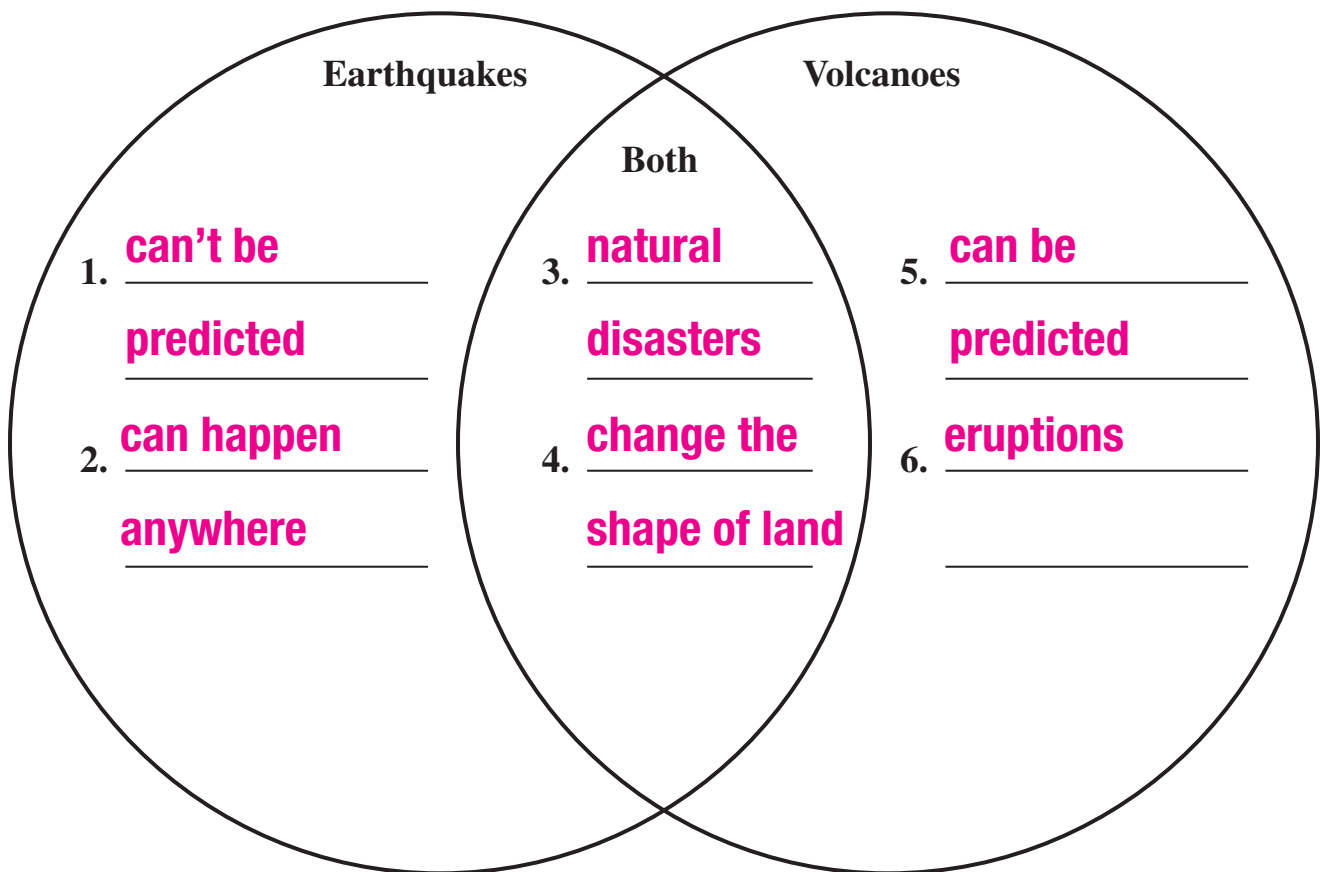 Earthquakes
Volcanoes
Both
1. can't be
predicted
2. can happen
anywhere
3. natural
disasters
4. change the
shape of land
5. can be
predicted
6. eruptions